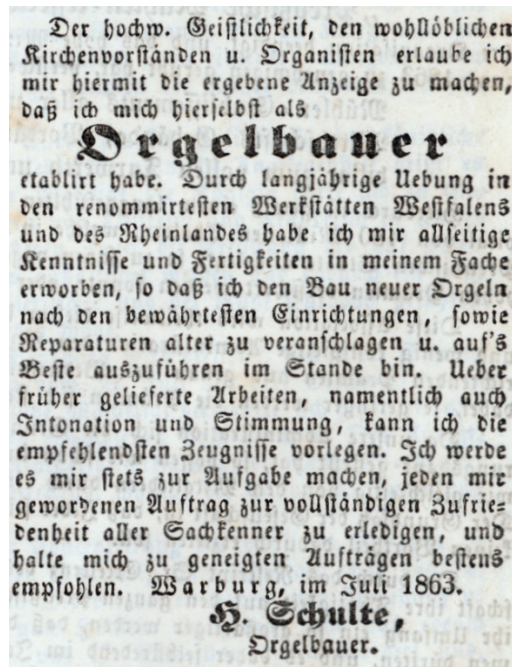 Der hochw. Geistlichkeit, den wohllöblichen
Kirchenvorständen u. Organisten erlaube ich
mir hiermit die ergebene Anzeige zu machen,
daß ich mich hierselbst als
Orgelbauer
etablirt habe. Durch langjährige Uebung in
den renommirtesten Werkstätten Westfalens
und des Rheinlandes habe ich mir allseitige
Kenntnisse und Fertigkeiten in meinem Fache
erworben, so daß ich den Bau neuer Orgeln
nach den bewährtesten Einrichtungen, sowie
Reparaturen alter zu veranschlagen u. auf's
Beste auszuführen im Stande bin. Ueber
früher gelieferte Arbeiten, namentlich auch
Intonation und Stimmung, kann ich die
empfehlendsten Zeugnisse vorlegen. Ich werde
es mir stets zur Aufgabe machen, jeden mir
gewordenen Auftrag zur vollständigen Zufrie-
denheit aller Sachkenner zu erledigen, und
halte mich zu geneigten Aufträgen bestens
empfohlen. Warburg, im Juli 1863.
H. Schulte,
Orgelbauer.